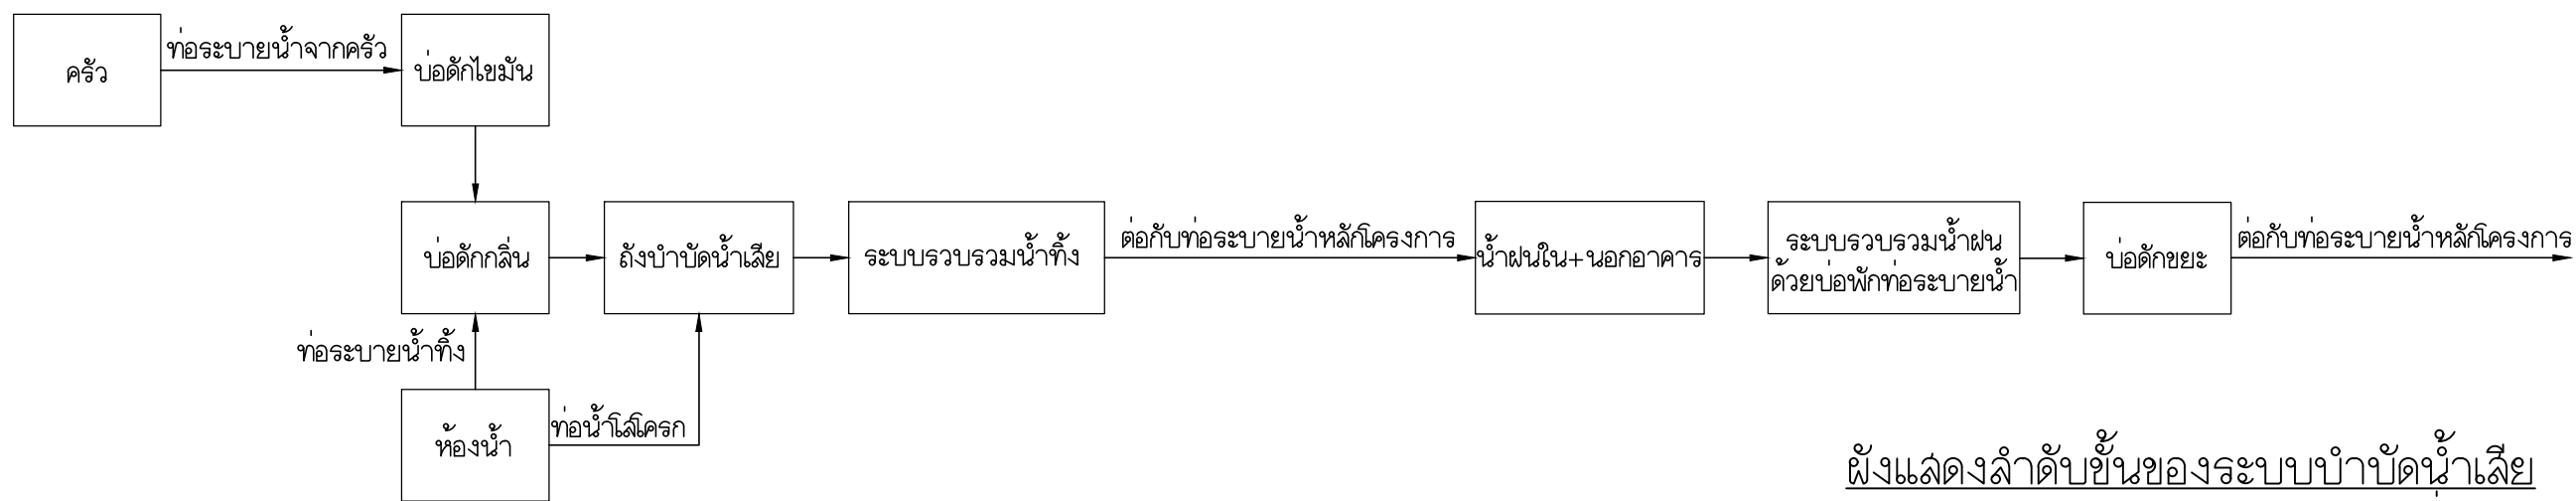 ครัว
ท่อระบายน้ำจากครัว
บ่อดักไขมัน
บ่อดักกลิ่น
ถังบำบัดน้ำเสีย
ระบบรวบรวมน้ำทิ้ง
ต่อกับท่อระบายน้ำหลักโครงการ
น้ำฝนใน+นอกอาคาร
ระบบรวบรวมน้ำฝน
ด้วยบ่อพักท่อระบายน้ำ
บ่อดักขยะ
ต่อกับท่อระบายน้ำหลักโครงการ
ท่อระบายน้ำทิ้ง
ห้องน้ำ
ท่อน้ำโสโครก
ผังแสดงลำดับขั้นของระบบบำบัดน้ำเสีย